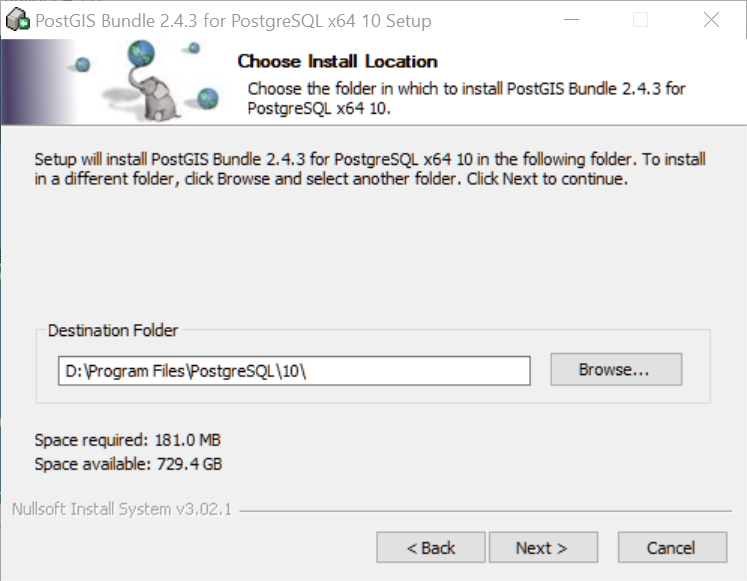 PostGIS Bundle 2.4.3 for PostgreSQL x64 10 Setup
Choose Install Location
Choose the folder in which to install PostGIS Bundle 2.4.3 for
PostgreSQL x64 10.
Setup will install PostGIS Bundle 2.4.3 for PostgreSQL x64 10 in the following folder. To install
in a different folder, click Browse and select another folder. Click Next to continue.
Destination Folder
D:\Program Files\PostgreSQL\10\
Browse...
Space required: 181.0 MB
Space available: 729.4 GB
Nullsoft Install System v3.02.1
< Back
Next >
Cancel